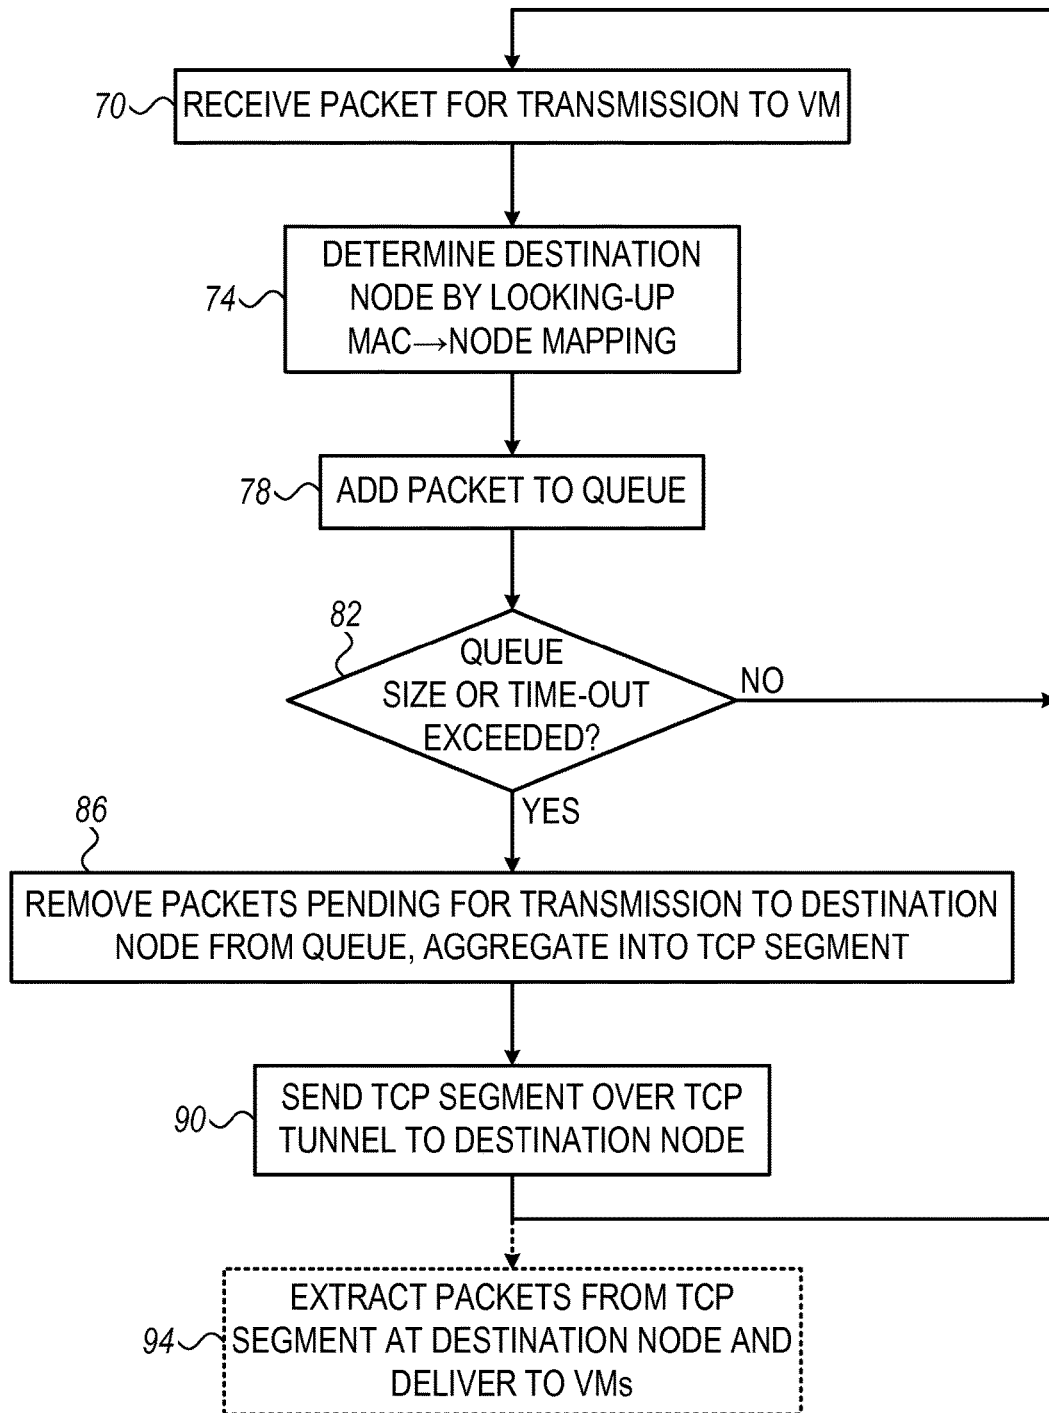 70 RECEIVE PACKET FOR TRANSMISSION TO VM
DETERMINE DESTINATION
74 NODE BY LOOKING-UP
MAC→NODE MAPPING
78 ADD PACKET TO QUEUE
82
QUEUE
SIZE OR TIME-OUT
EXCEEDED?
NO
YES
86
REMOVE PACKETS PENDING FOR TRANSMISSION TO DESTINATION
NODE FROM QUEUE, AGGREGATE INTO TCP SEGMENT
90
SEND TCP SEGMENT OVER TCP
TUNNEL TO DESTINATION NODE
94
EXTRACT PACKETS FROM TCP
SEGMENT AT DESTINATION NODE AND
DELIVER TO VMs